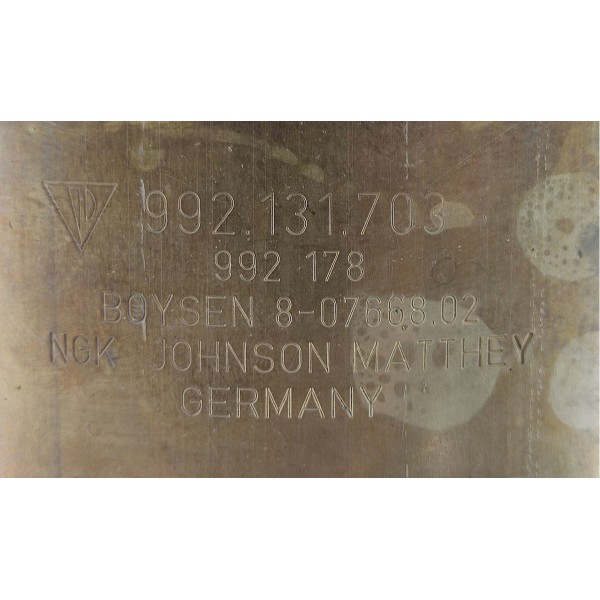 992.131.703
992 178
BOYSEN 8-07668.02
NGK JOHNSON MATTHEY
GERMANY